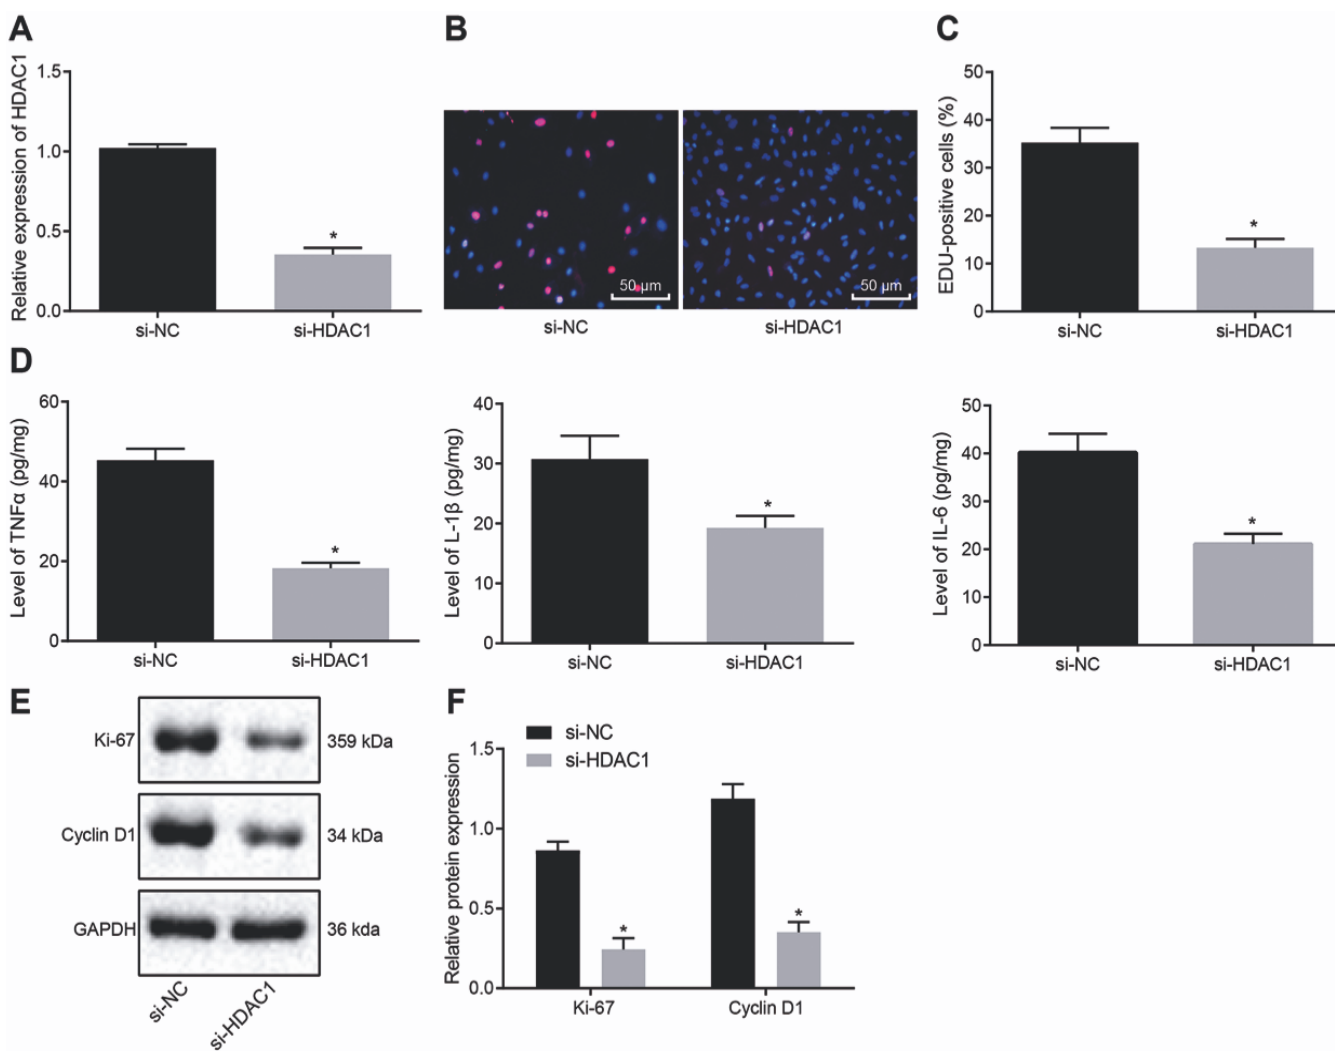 A
Relative expression of HDAC1
1.5
1.0
0.5
0.0
*
si-NC
si-HDAC1
B
50 µm
50 µm
si-NC
si-HDAC1
C
EDU-positive cells (%)
50
40
30
20
10
0
*
si-NC
si-HDAC1
D
Level of TNFα (pg/mg)
60
40
20
0
*
si-NC
si-HDAC1
Level of L-1β (pg/mg)
40
30
20
10
0
*
si-NC
si-HDAC1
Level of IL-6 (pg/mg)
50
40
30
20
10
0
*
si-NC
si-HDAC1
E
Ki-67
359 kDa
Cyclin D1
34 kDa
GAPDH
36 kda
si-NC
si-HDAC1
F
si-NC
si-HDAC1
Relative protein expression
1.5
1.0
0.5
0.0
*
*
Ki-67
Cyclin D1